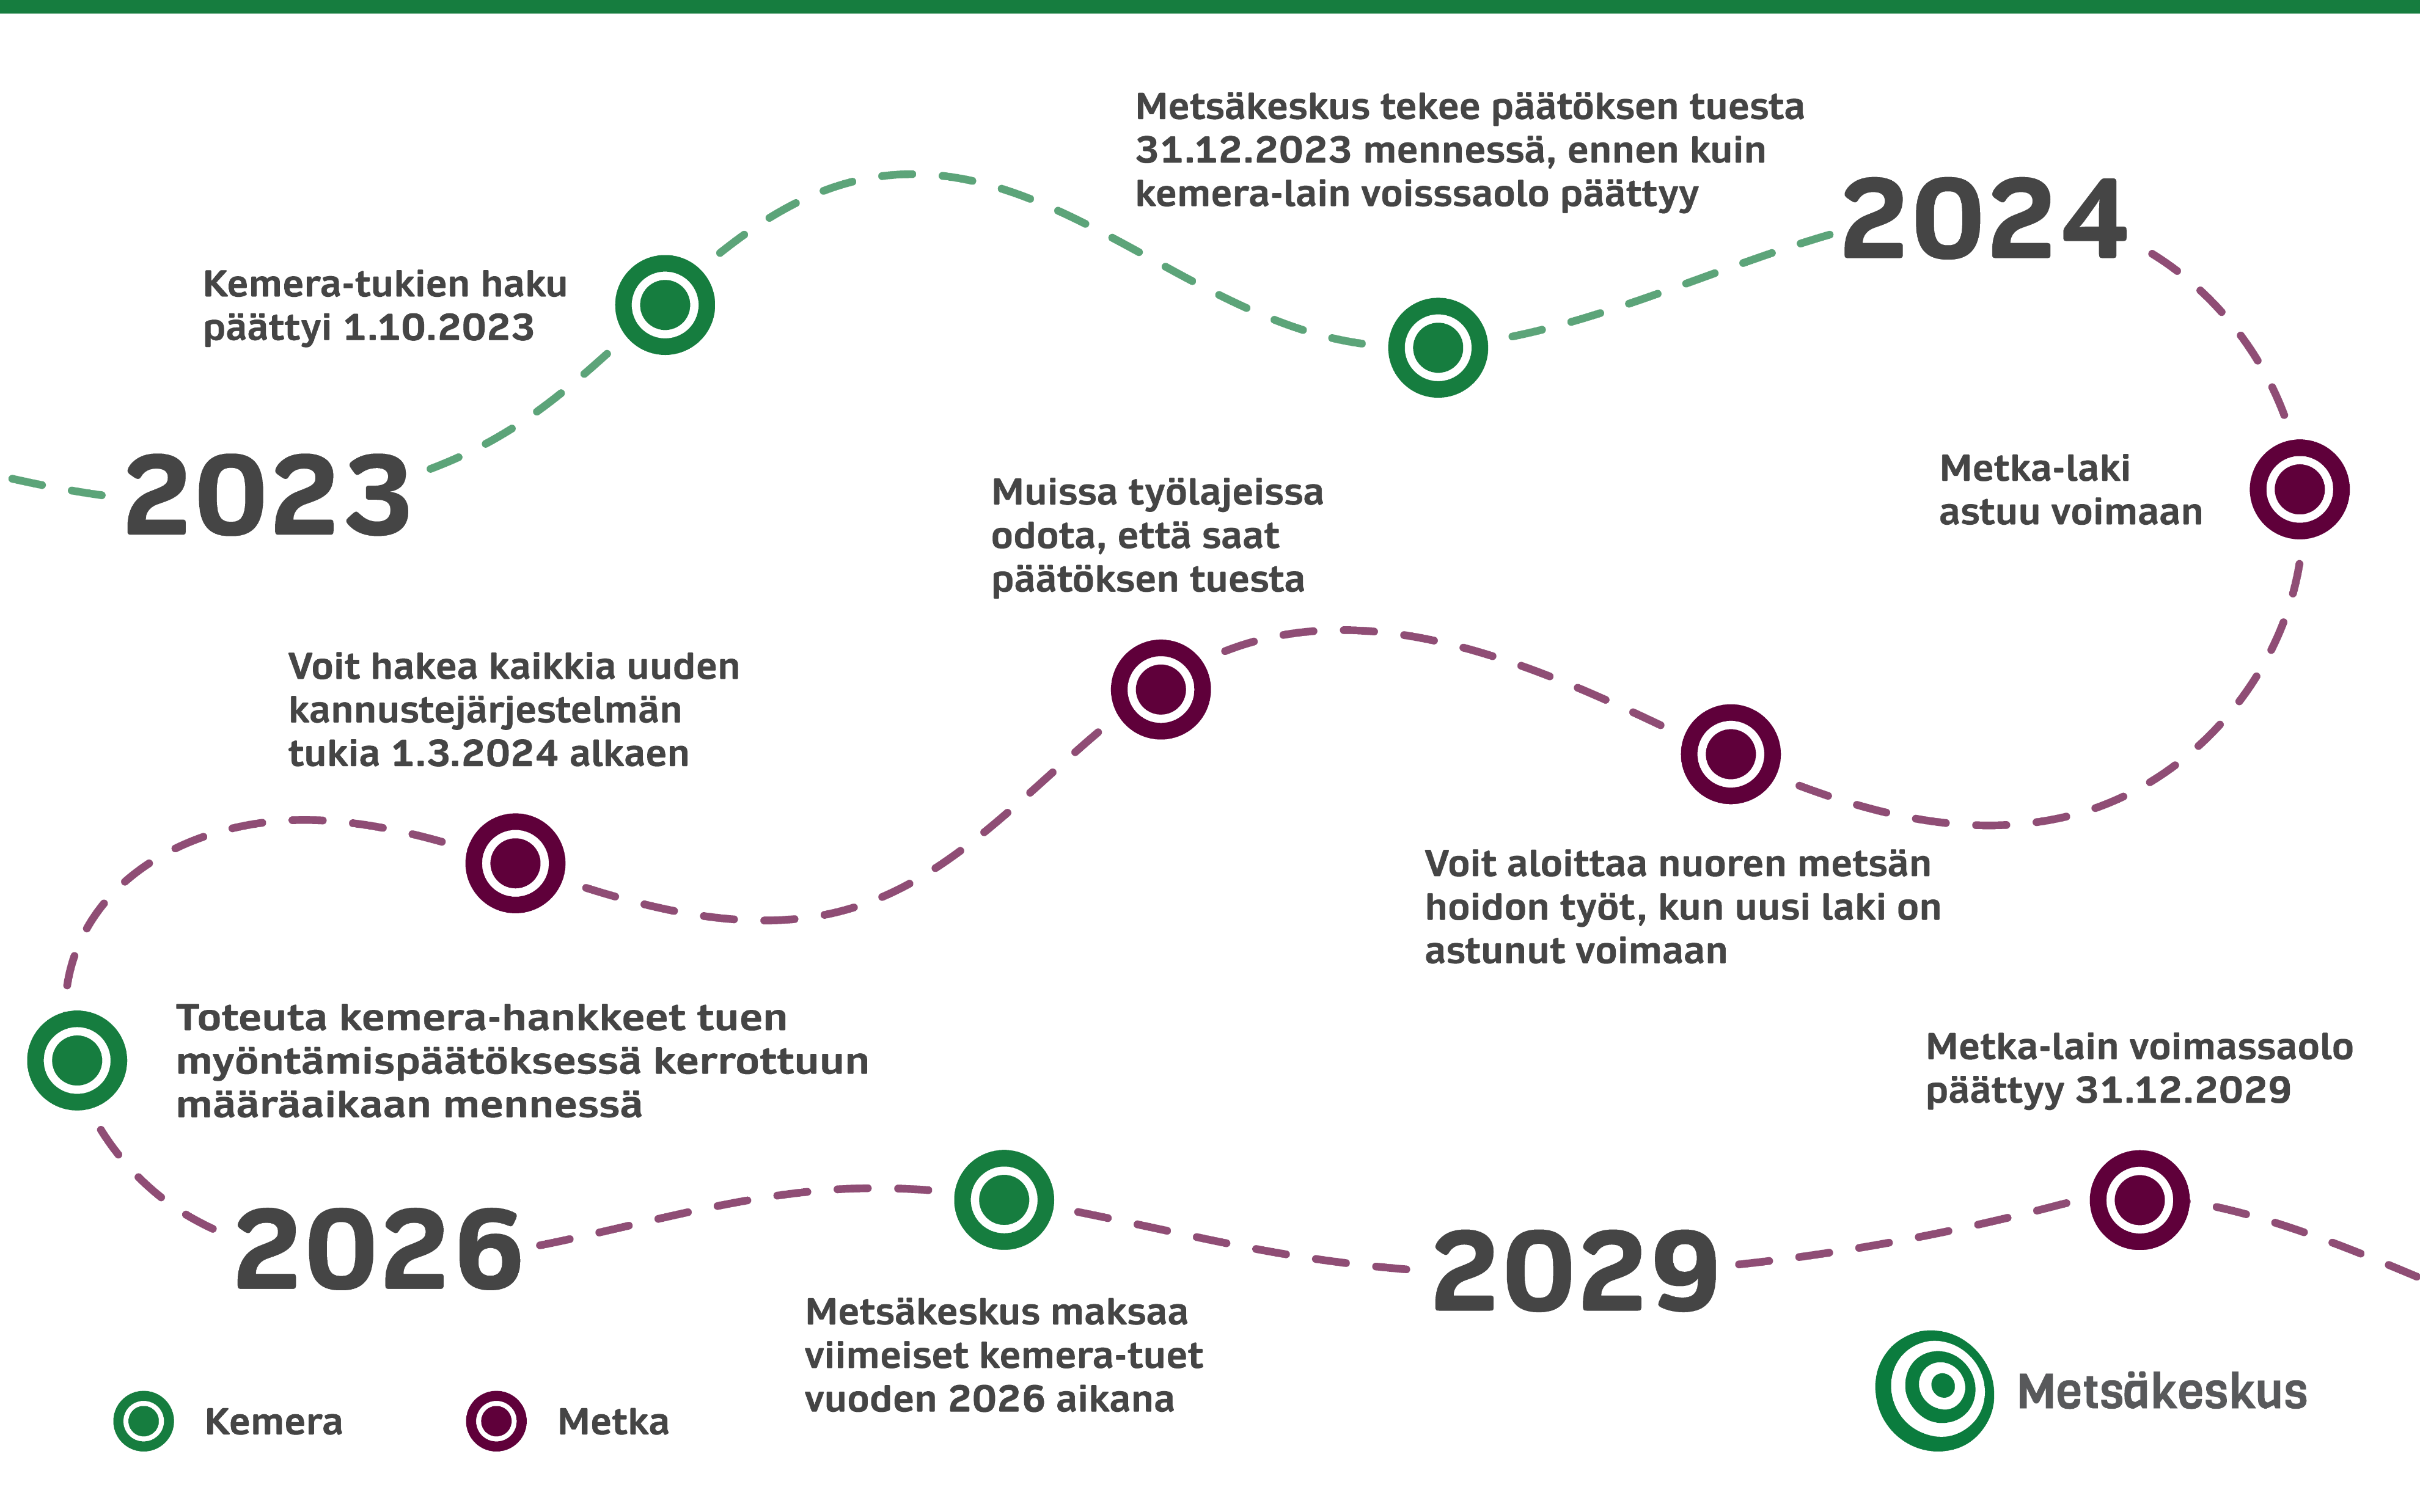 Metsäkeskus tekee päätöksen tuesta
31.12.2023 mennessä, ennen kuin
kemera-lain voisssaolo päättyy
2024
Kemera-tukien haku
päättyi 1.10.2023
2023
Metka-laki
astuu voimaan
Muissa työlajeissa
odota, että saat
päätöksen tuesta
Voit hakea kaikkia uuden
kannustejärjestelmän
tukia 1.3.2024 alkaen
Voit aloittaa nuoren metsän
hoidon työt, kun uusi laki on
astunut voimaan
Toteuta kemera-hankkeet tuen
myöntämispäätöksessä kerrottuun
määräaikaan mennessä
Metka-lain voimassaolo
päättyy 31.12.2029
2026
2029
Metsäkeskus maksaa
viimeiset kemera-tuet
vuoden 2026 aikana
Kemera
Metka
Metsäkeskus